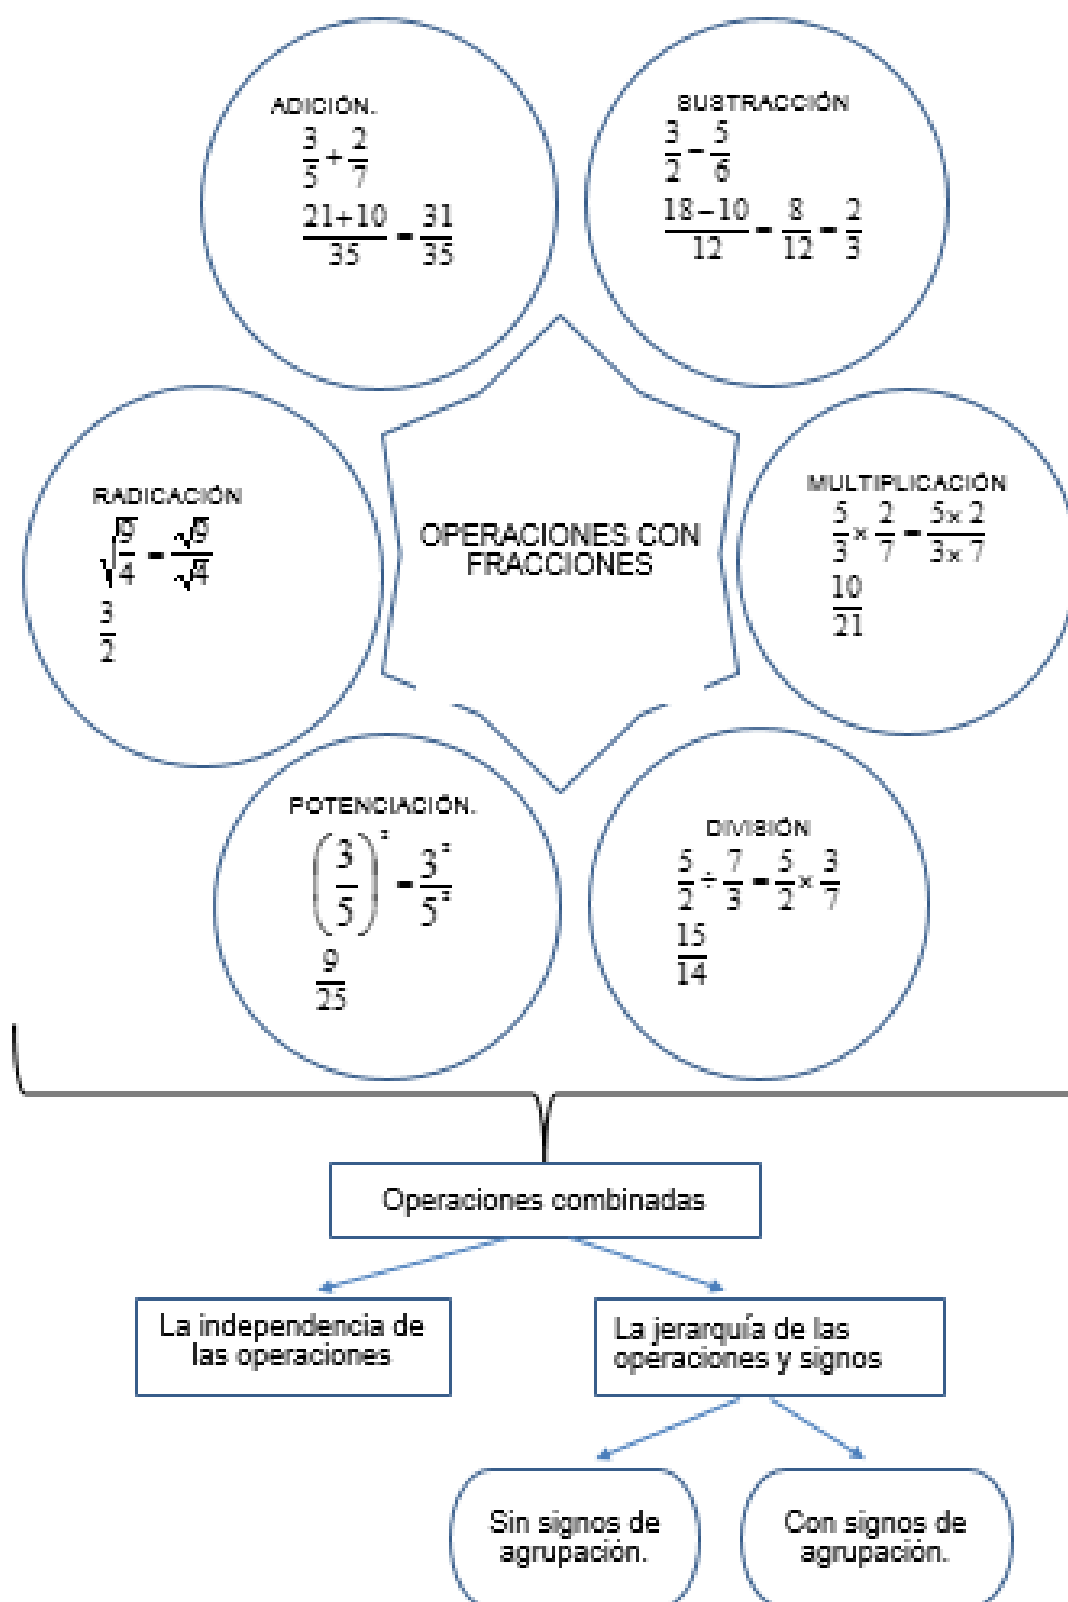 ADICIÓN.
3/5 + 2/7
21+10/35 = 31/35
SUSTRACCIÓN
3/2 − 5/6
18−10/12 = 8/12 = 2/3
RADICACIÓN
√(9/4) = √9/√4
3/2
OPERACIONES CON
FRACCIONES
MULTIPLICACIÓN
5/3 × 2/7 = 5×2/3×7
10/21
POTENCIACIÓN.
(3/5)² = 3²/5²
9/25
DIVISIÓN
5/2 ÷ 7/3 = 5/2 × 3/7
15/14
Operaciones combinadas
La independencia de
las operaciones
La jerarquía de las
operaciones y signos
Sin signos de
agrupación.
Con signos de
agrupación.